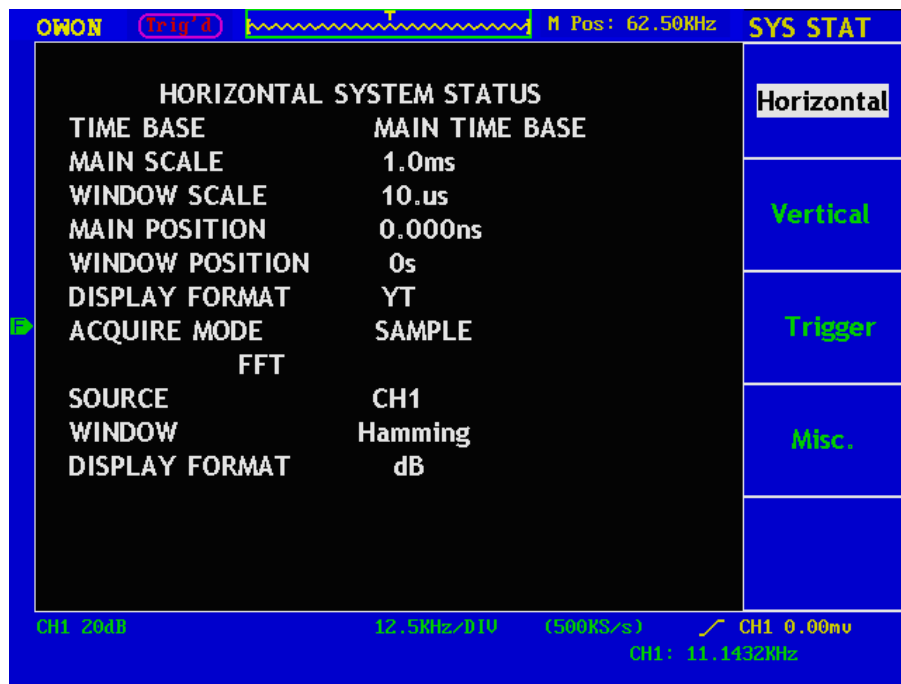 OWON Trig'd T M Pos: 62.50KHz SYS STAT
HORIZONTAL SYSTEM STATUS
TIME BASE MAIN TIME BASE
MAIN SCALE 1.0ms
WINDOW SCALE 10.us
MAIN POSITION 0.000ns
WINDOW POSITION 0s
DISPLAY FORMAT YT
ACQUIRE MODE SAMPLE
FFT
SOURCE CH1
WINDOW Hamming
DISPLAY FORMAT dB
F
Horizontal
Vertical
Trigger
Misc.
CH1 20dB 12.5KHz/DIV (500KS/s) CH1 0.00mv
CH1: 11.1432KHz